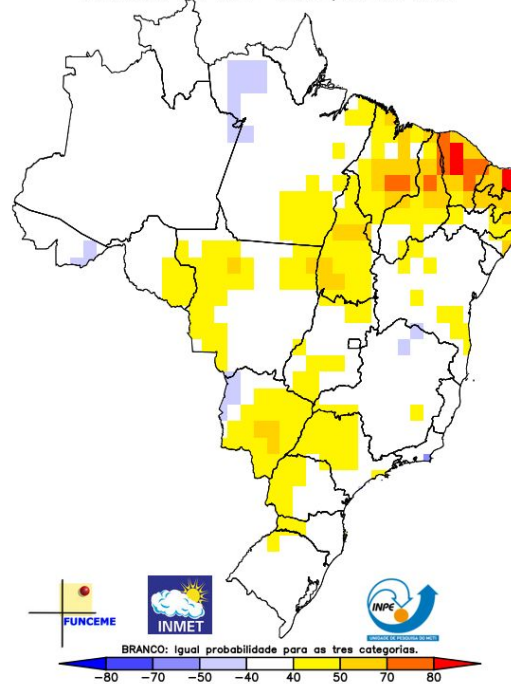 FUNCEME
INMET
INPE
UNIDADE DE PESQUISA DO MCTI
BRANCO: Igual probabilidade para as tres categorias.
-80 -70 -50 -40 40 50 70 80